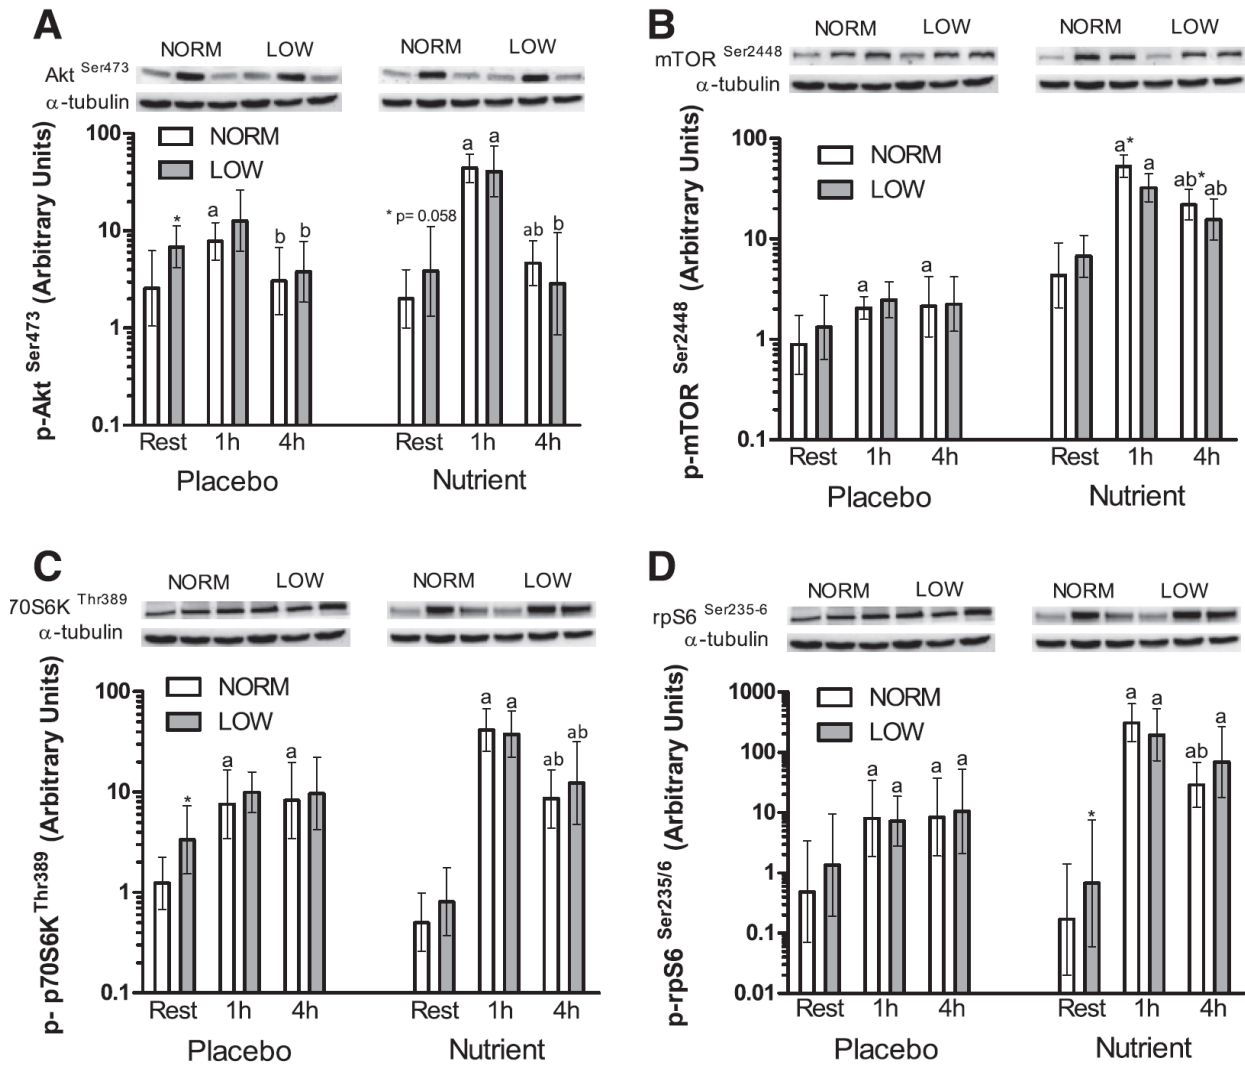 A
NORM LOW
NORM LOW
Akt Ser473
α-tubulin
p-Akt Ser473 (Arbitrary Units)
100
10
1
0.1
NORM
LOW
*
a
b
b
* p= 0.058
a
a
ab
b
Rest 1h 4h
Rest 1h 4h
Placebo
Nutrient
B
NORM LOW
NORM LOW
mTOR Ser2448
α-tubulin
p-mTOR Ser2448 (Arbitrary Units)
100
10
1
0.1
NORM
LOW
a
a
a*
a
ab*
ab
Rest 1h 4h
Rest 1h 4h
Placebo
Nutrient
C
NORM LOW
NORM LOW
70S6K Thr389
α-tubulin
p- p70S6K Thr389 (Arbitrary Units)
100
10
1
0.1
NORM
LOW
*
a
a
a
a
ab
ab
Rest 1h 4h
Rest 1h 4h
Placebo
Nutrient
D
NORM LOW
NORM LOW
rpS6 Ser235-6
α-tubulin
p-rpS6 Ser235/6 (Arbitrary Units)
1000
100
10
1
0.1
0.01
NORM
LOW
a
a
a
a
*
a
a
ab
a
Rest 1h 4h
Rest 1h 4h
Placebo
Nutrient